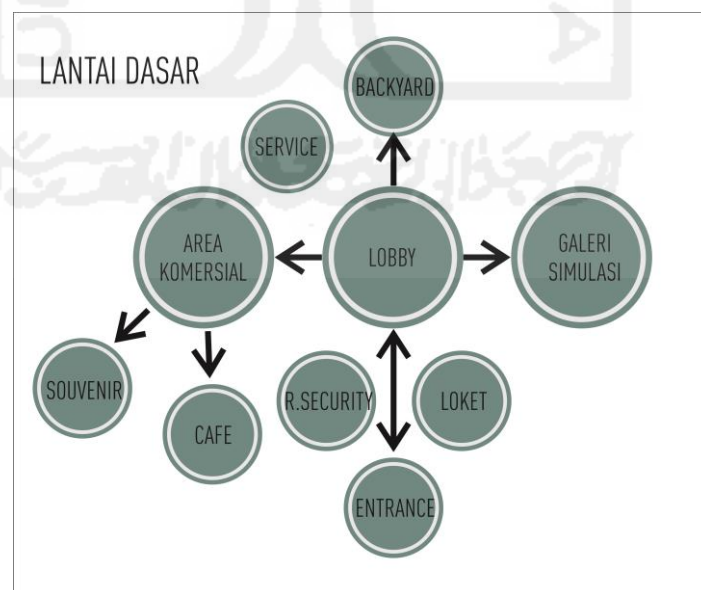 LANTAI DASAR
BACKYARD
SERVICE
AREA
KOMERSIAL
LOBBY
GALERI
SIMULASI
SOUVENIR
CAFE
R.SECURITY
LOKET
ENTRANCE